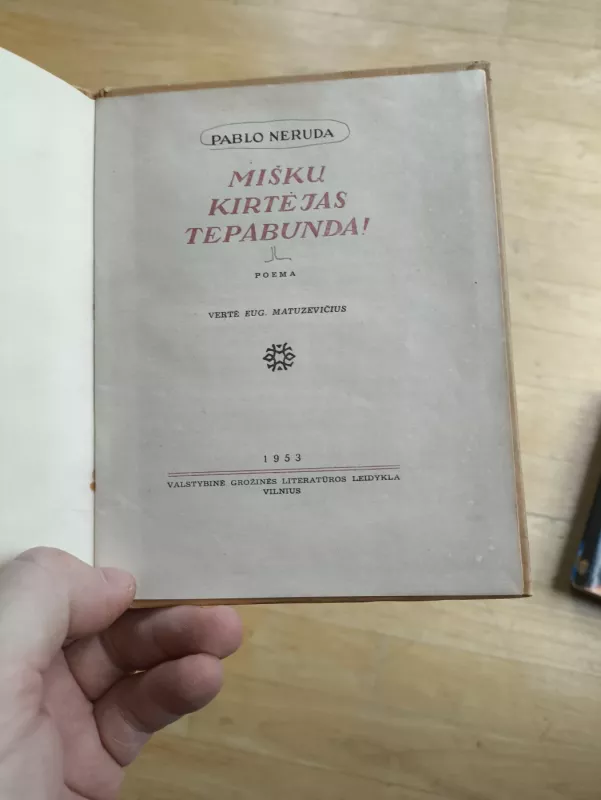 PABLO NERUDA
MIŠKŲ
KIRTĖJAS
TEPABUNDA!
POEMA
VERTĖ EUG. MATUZEVIČIUS
1953
VALSTYBINĖ GROŽINĖS LITERATŪROS LEIDYKLA
VILNIUS